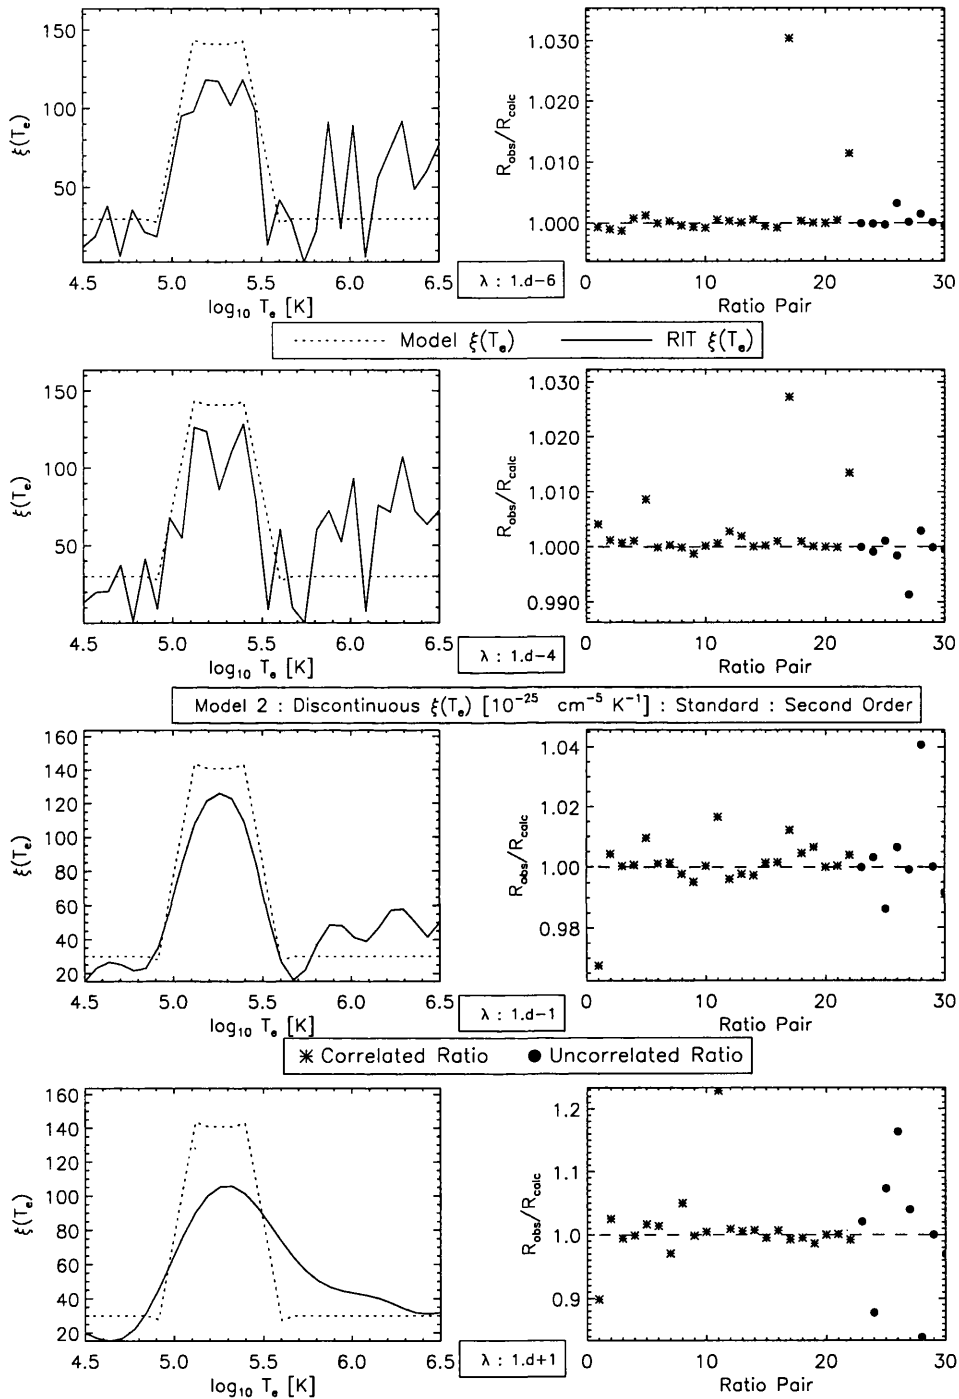 150
100
50
ξ(Tₑ)
4.5 5.0 5.5 6.0 6.5
log₁₀ Tₑ [K]
1.030
1.020
1.010
1.000
R_obs/R_calc
0 10 20 30
Ratio Pair
λ : 1.d−6
Model ξ(Tₑ) RIT ξ(Tₑ)
150
100
50
ξ(Tₑ)
4.5 5.0 5.5 6.0 6.5
log₁₀ Tₑ [K]
1.030
1.020
1.010
1.000
0.990
R_obs/R_calc
0 10 20 30
Ratio Pair
λ : 1.d−4
Model 2 : Discontinuous ξ(Tₑ) [10⁻²⁵ cm⁻⁵ K⁻¹] : Standard : Second Order
160
140
120
100
80
60
40
20
ξ(Tₑ)
4.5 5.0 5.5 6.0 6.5
log₁₀ Tₑ [K]
1.04
1.02
1.00
0.98
R_obs/R_calc
0 10 20 30
Ratio Pair
λ : 1.d−1
Correlated Ratio Uncorrelated Ratio
160
140
120
100
80
60
40
20
ξ(Tₑ)
4.5 5.0 5.5 6.0 6.5
log₁₀ Tₑ [K]
1.2
1.1
1.0
0.9
R_obs/R_calc
0 10 20 30
Ratio Pair
λ : 1.d+1